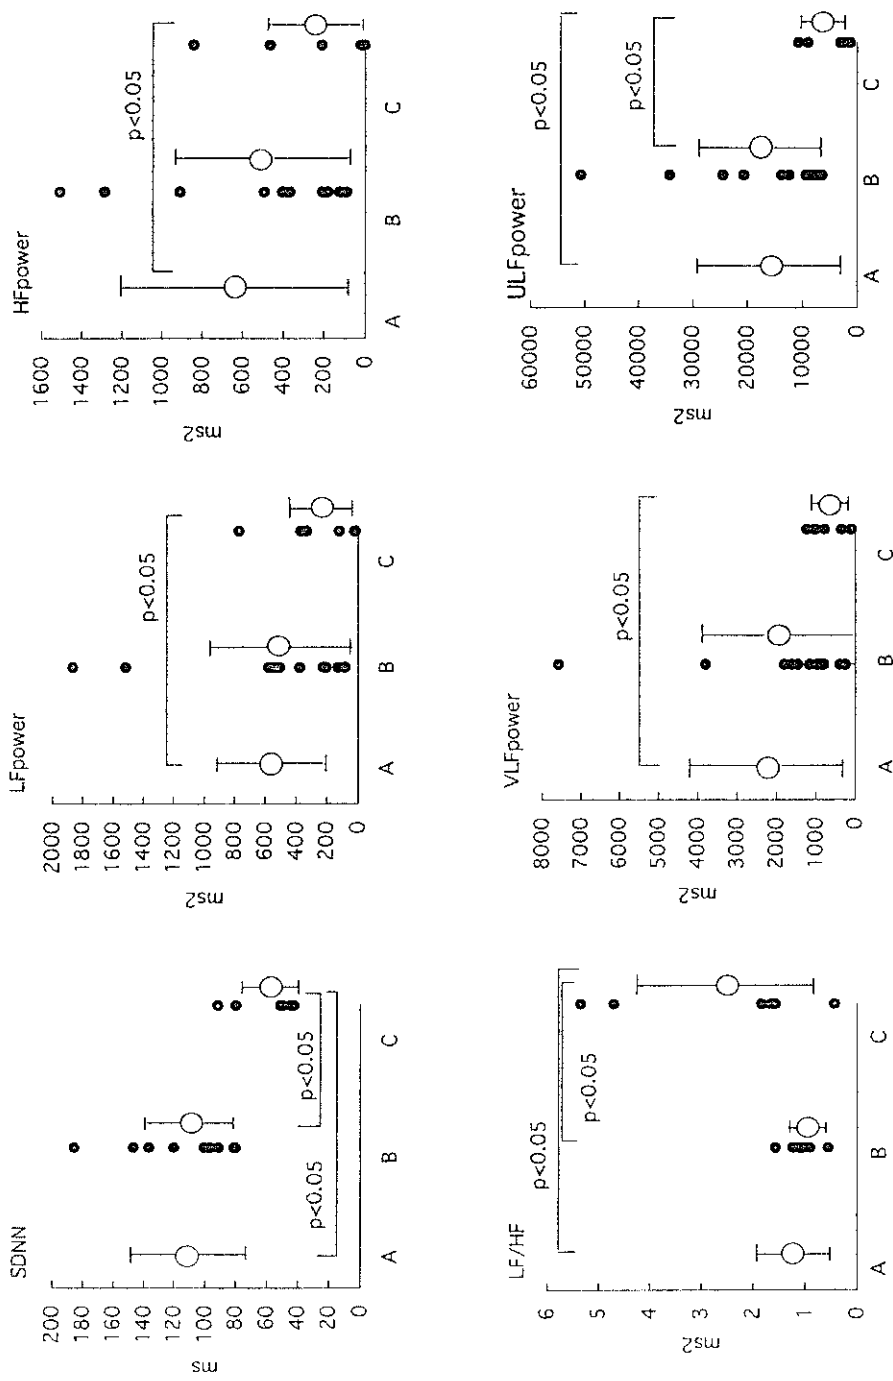 SDNN
200
180
160
140
120
100
80
60
40
20
0
ms
p<0.05
p<0.05
A
B
C
LFpower
2000
1800
1600
1400
1200
1000
800
600
400
200
0
ms2
p<0.05
A
B
C
HFpower
1600
1400
1200
1000
800
600
400
200
0
ms2
p<0.05
A
B
C
LF/HF
6
5
4
3
2
1
0
ms2
p<0.05
p<0.05
A
B
C
VLFpower
8000
7000
6000
5000
4000
3000
2000
1000
0
ms2
p<0.05
A
B
C
ULFpower
60000
50000
40000
30000
20000
10000
0
ms2
p<0.05
p<0.05
A
B
C